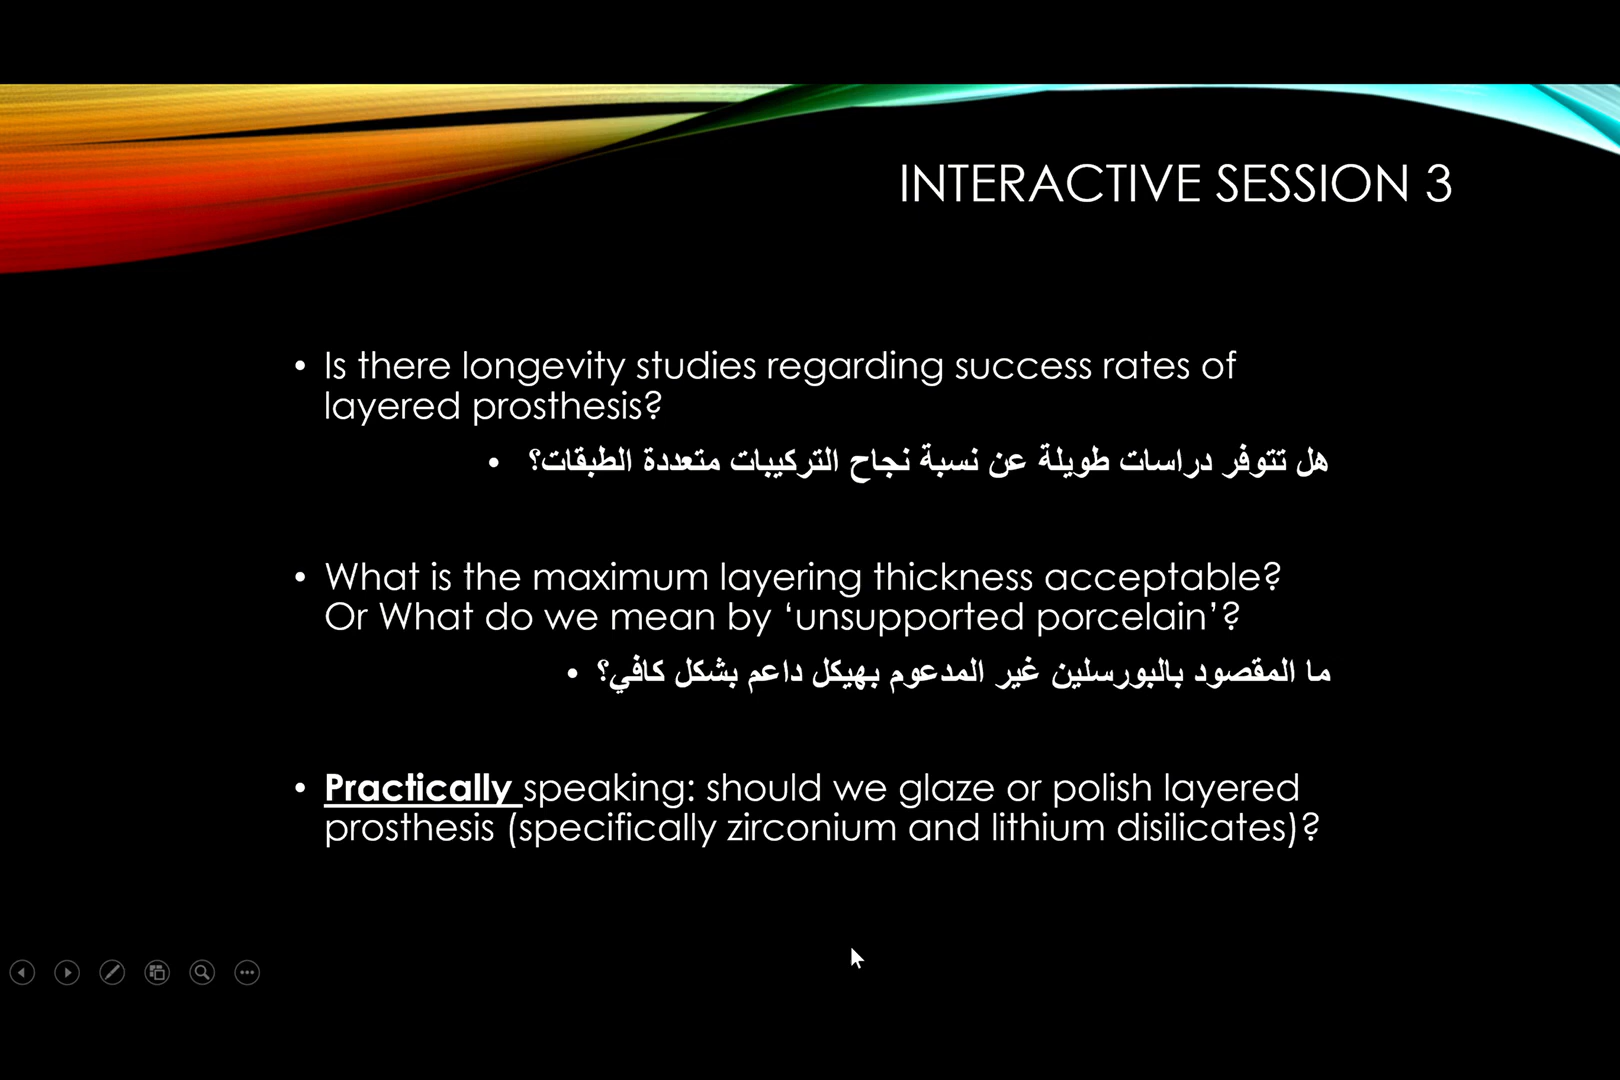 INTERACTIVE SESSION 3
• Is there longevity studies regarding success rates of
layered prosthesis?
• هل تتوفر دراسات طويلة عن نسبة نجاح التركيبات متعددة الطبقات؟
• What is the maximum layering thickness acceptable?
Or What do we mean by ‘unsupported porcelain’?
• ما المقصود بالبورسلين غير المدعوم بهيكل داعم بشكل كافي؟
• Practically speaking: should we glaze or polish layered
prosthesis (specifically zirconium and lithium disilicates)?